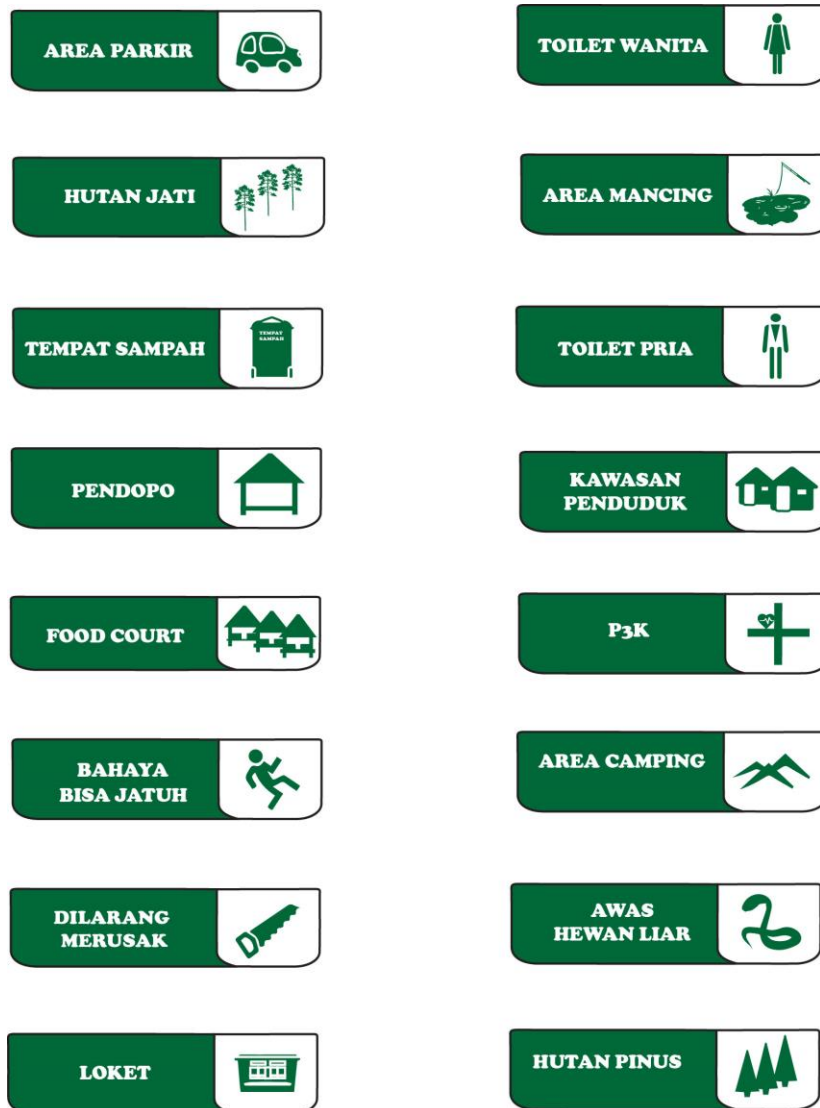 AREA PARKIR
TOILET WANITA
HUTAN JATI
AREA MANCING
TEMPAT SAMPAH
TEMPAT
SAMPAH
TOILET PRIA
PENDOPO
KAWASAN
PENDUDUK
FOOD COURT
P3K
BAHAYA
BISA JATUH
AREA CAMPING
DILARANG
MERUSAK
AWAS
HEWAN LIAR
LOKET
HUTAN PINUS